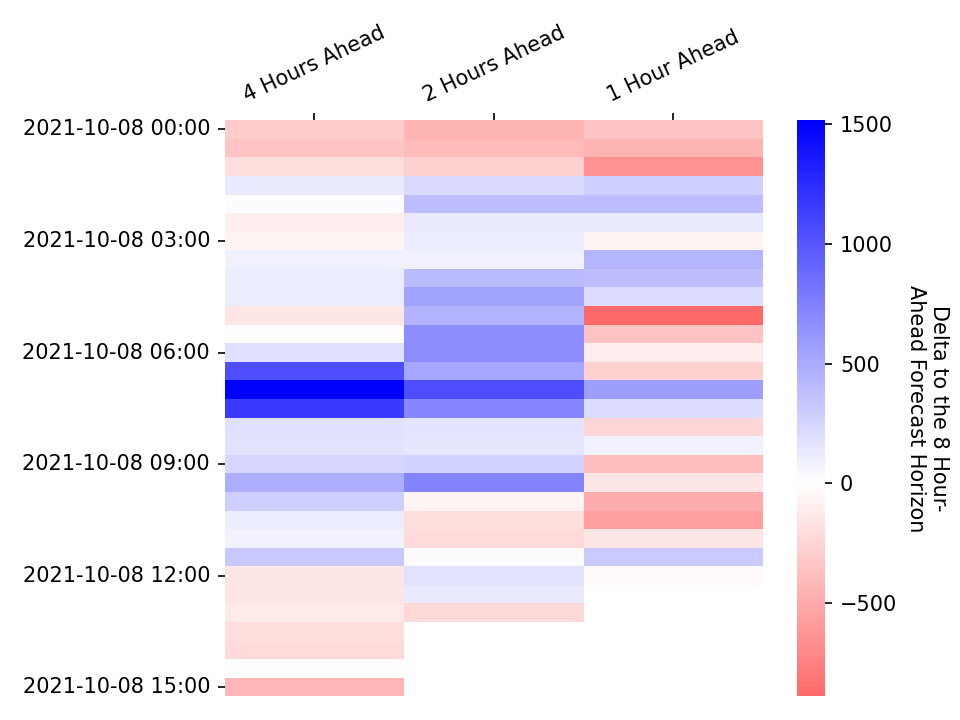 4 Hours Ahead
2 Hours Ahead
1 Hour Ahead
2021-10-08 00:00
2021-10-08 03:00
2021-10-08 06:00
2021-10-08 09:00
2021-10-08 12:00
2021-10-08 15:00
1500
1000
500
0
−500
Delta to the 8 Hour-
Ahead Forecast Horizon